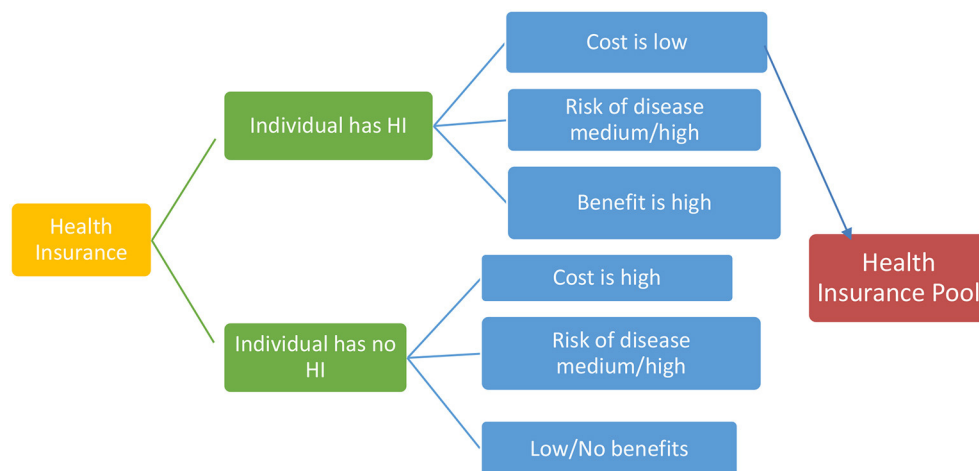 Cost is low
Individual has HI
Risk of disease
medium/high
Benefit is high
Health
Insurance
Health
Insurance Pool
Cost is high
Individual has no
HI
Risk of disease
medium/high
Low/No benefits